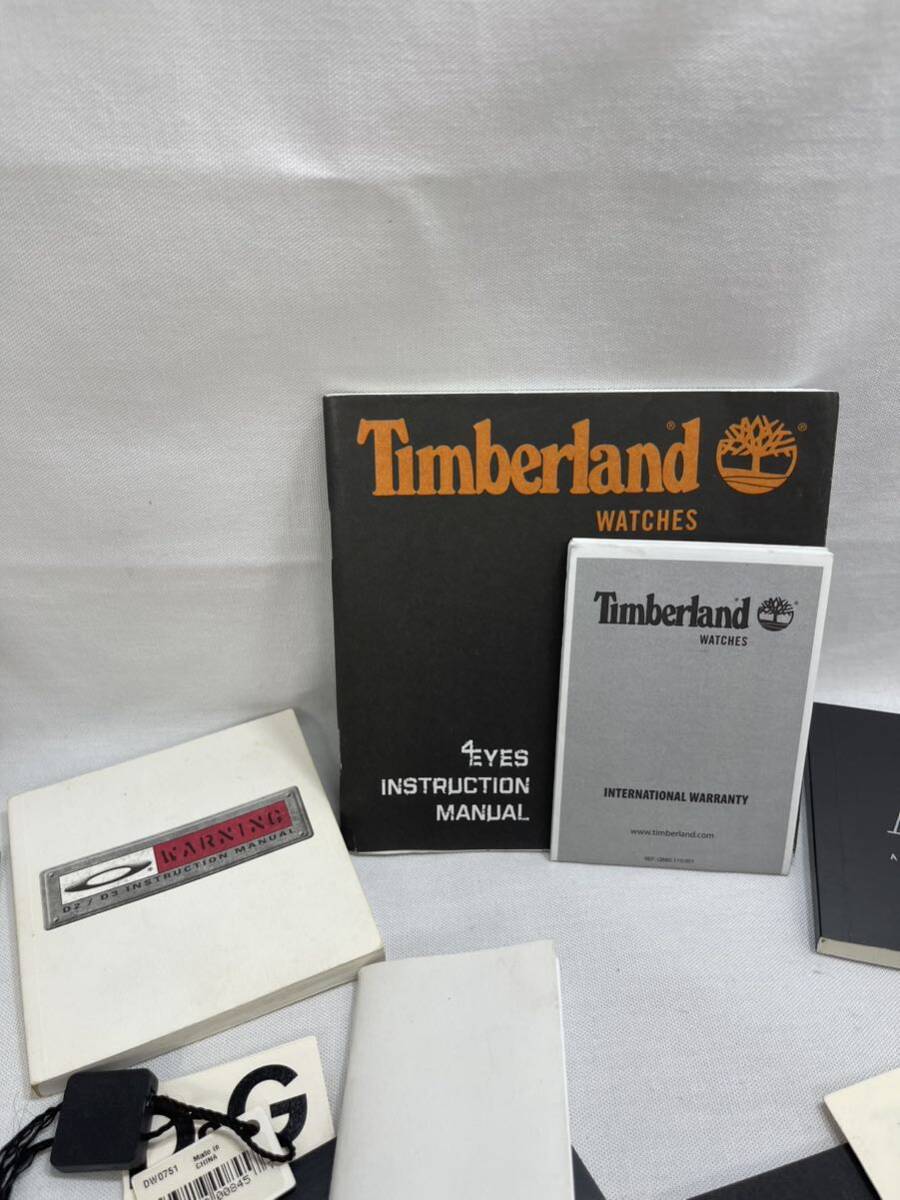 Timberland®
WATCHES
Timberland®
WATCHES
4EYES
INSTRUCTION
MANUAL
INTERNATIONAL WARRANTY
www.timberland.com
WARNING
D2 / D3 INSTRUCTION MANUAL
D&G
DW0751
Made in
CHINA
00845